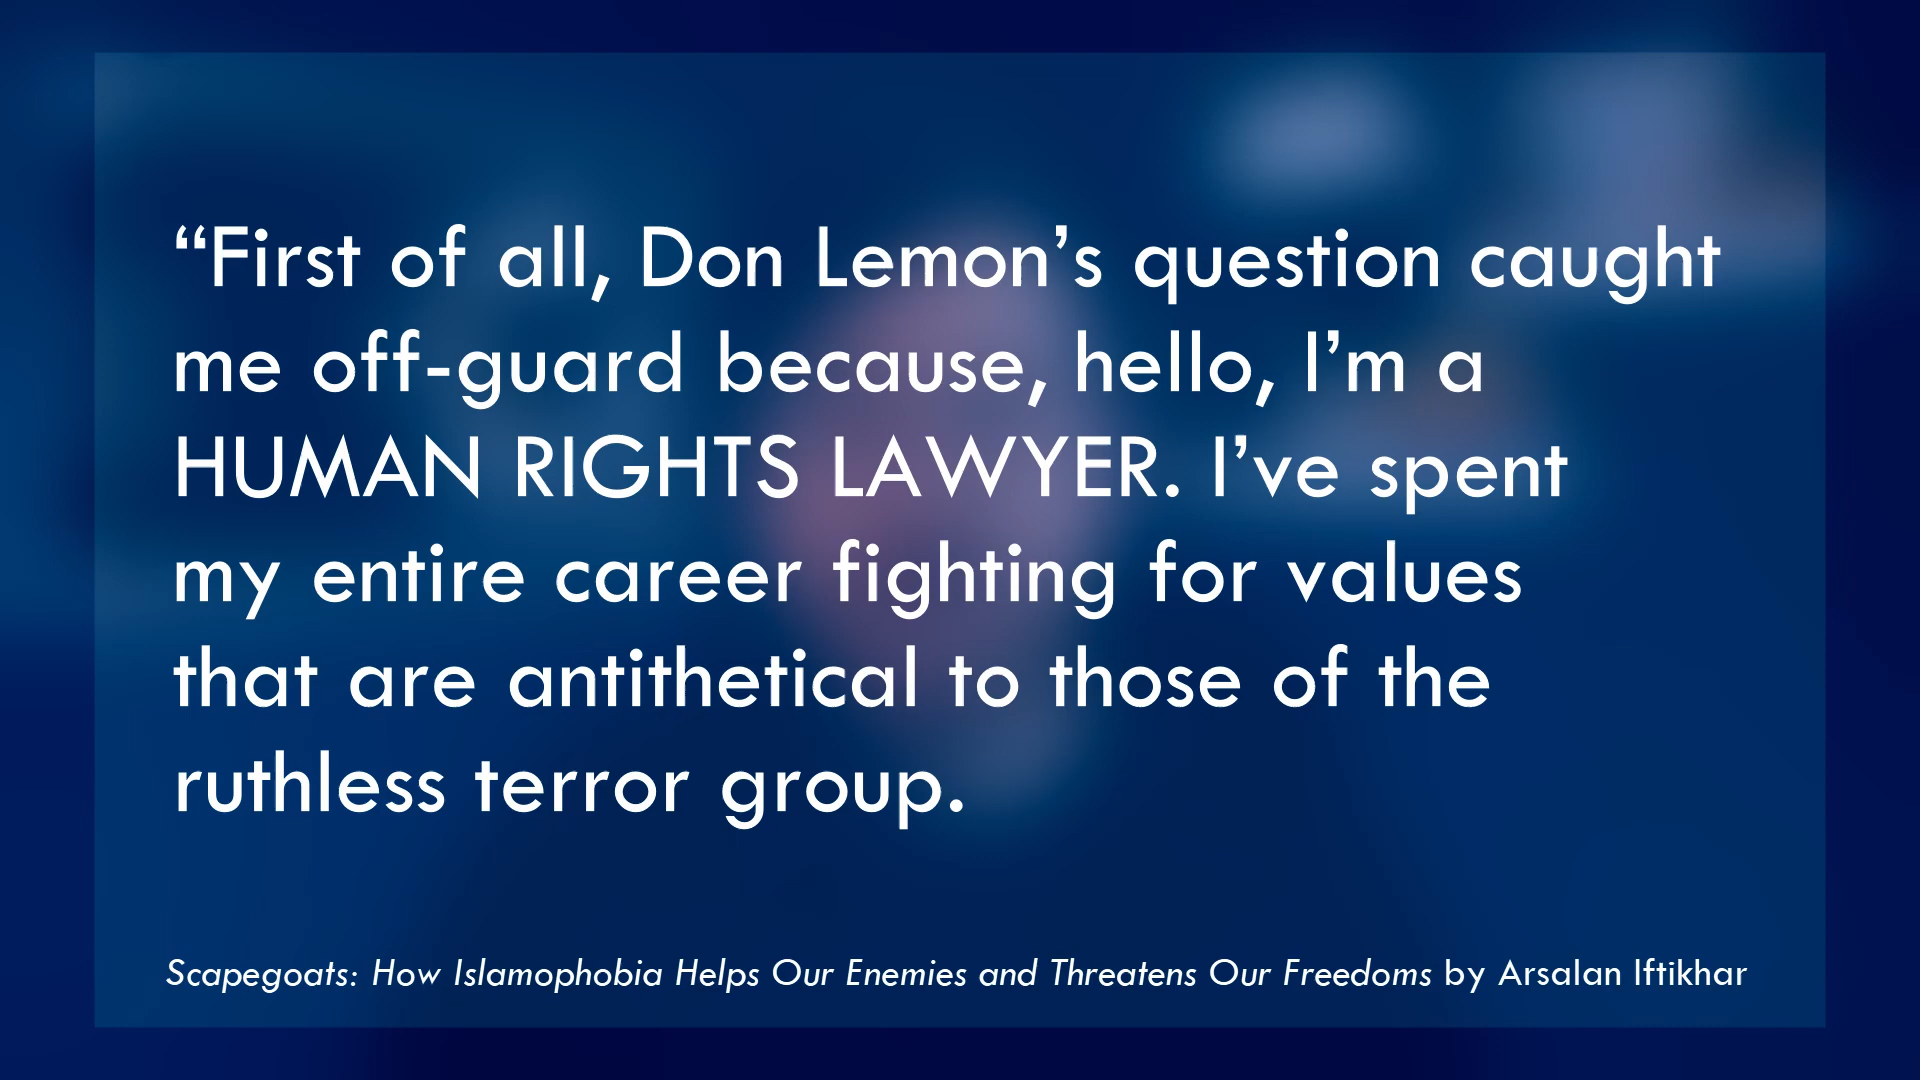 “First of all, Don Lemon’s question caught
me off-guard because, hello, I’m a
HUMAN RIGHTS LAWYER. I’ve spent
my entire career fighting for values
that are antithetical to those of the
ruthless terror group.
Scapegoats: How Islamophobia Helps Our Enemies and Threatens Our Freedoms by Arsalan Iftikhar